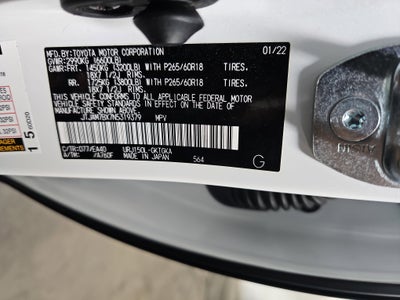 MFD.BY:TOYOTA MOTOR CORPORATION 01/22
GVWR:2990KG (6600LB)
GAWR:FRT. 1450KG (3200LB) WITH P265/60R18 TIRES.
18X7 1/2J RIMS.
RR. 1725KG (3800LB) WITH P265/60R18 TIRES.
18X7 1/2J RIMS.
THIS VEHICLE CONFORMS TO ALL APPLICABLE FEDERAL MOTOR
VEHICLE SAFETY STANDARDS IN EFFECT ON THE DATE OF
MANUFACTURE SHOWN ABOVE.
MPV
C/TR:077/EA40 URJ150L-GKTGKA
A/TR: MADE IN JAPAN 564 G